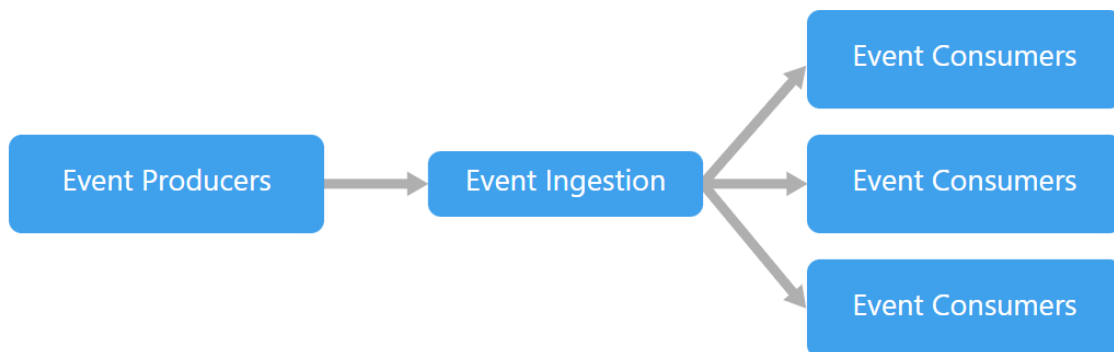 Event Consumers
Event Producers
Event Ingestion
Event Consumers
Event Consumers